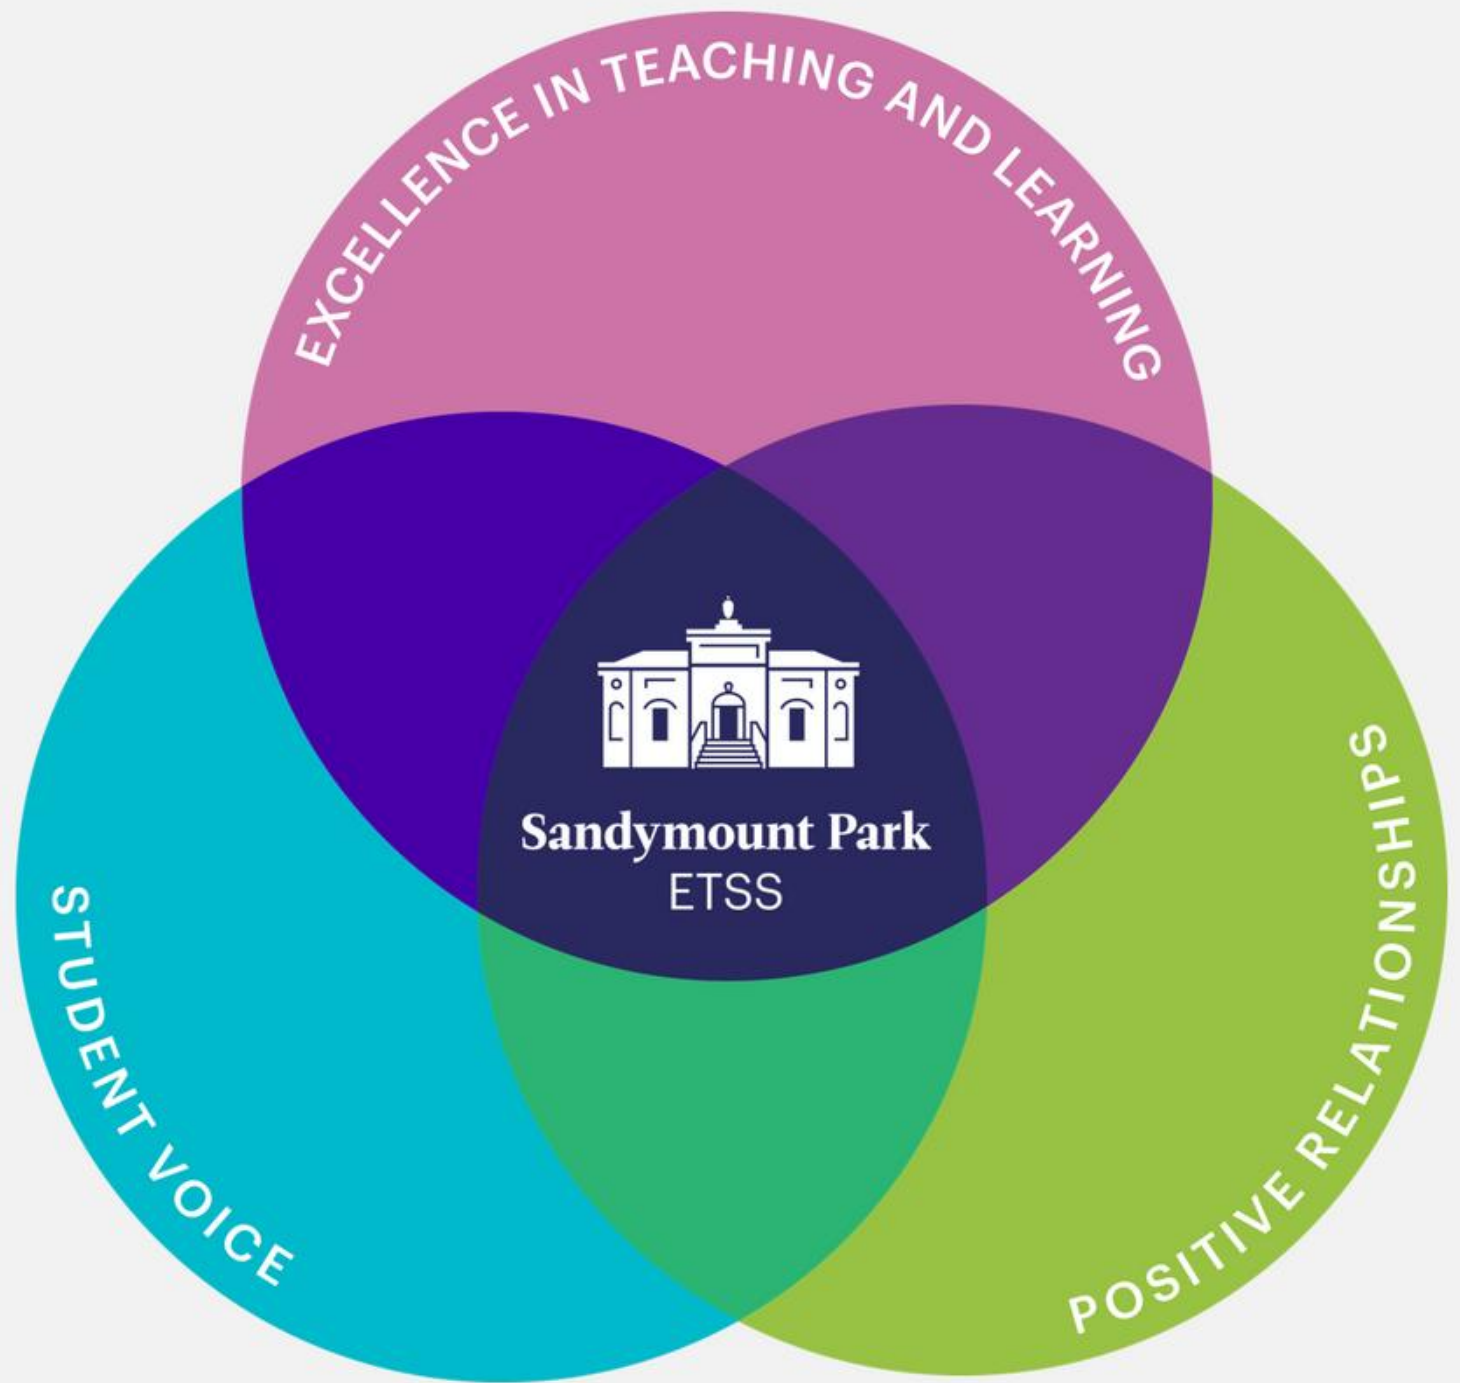 EXCELLENCE IN TEACHING AND LEARNING
Sandymount Park
ETSS
STUDENT VOICE
POSITIVE RELATIONSHIPS